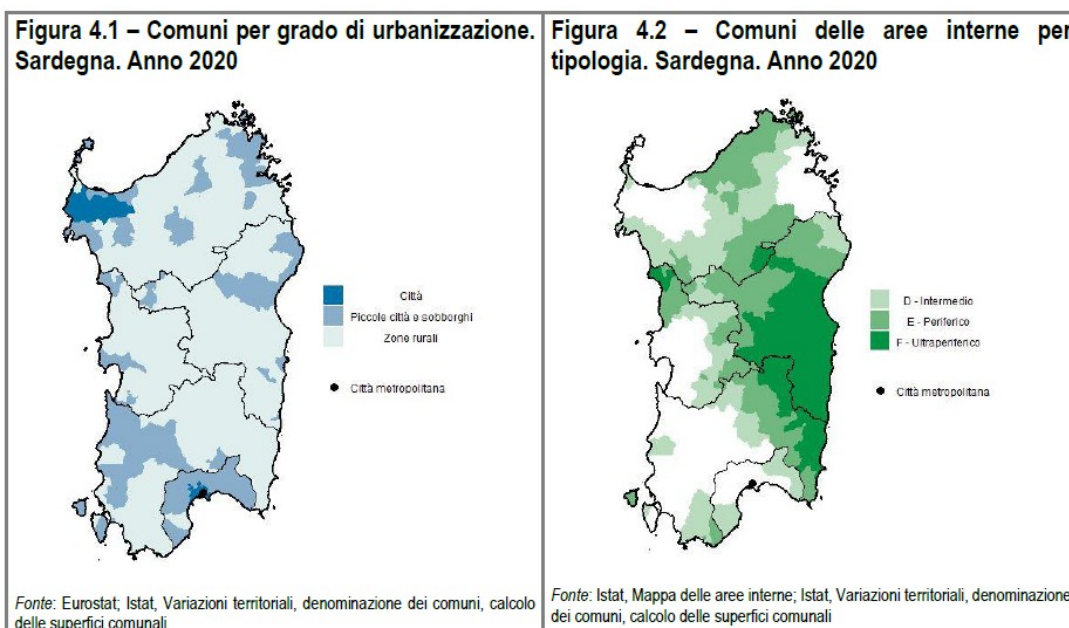 Figura 4.1 – Comuni per grado di urbanizzazione.
Sardegna. Anno 2020
Città
Piccole città e sobborghi
Zone rurali
Città metropolitana
Fonte: Eurostat; Istat, Variazioni territoriali, denominazione dei comuni, calcolo
delle superfici comunali
Figura 4.2 – Comuni delle aree interne per
tipologia. Sardegna. Anno 2020
D - Intermedio
E - Periferico
F - Ultraperiferico
Città metropolitana
Fonte: Istat, Mappa delle aree interne; Istat, Variazioni territoriali, denominazione
dei comuni, calcolo delle superfici comunali